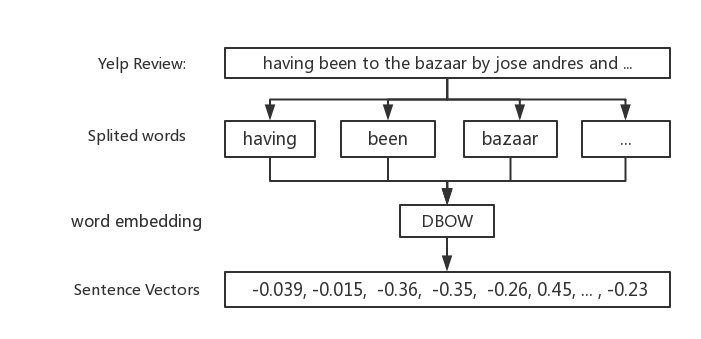 Yelp Review: having been to the bazaar by jose andres and ...
Splited words having been bazaar ...
word embedding DBOW
Sentence Vectors -0.039, -0.015, -0.36, -0.35, -0.26, 0.45, ... , -0.23